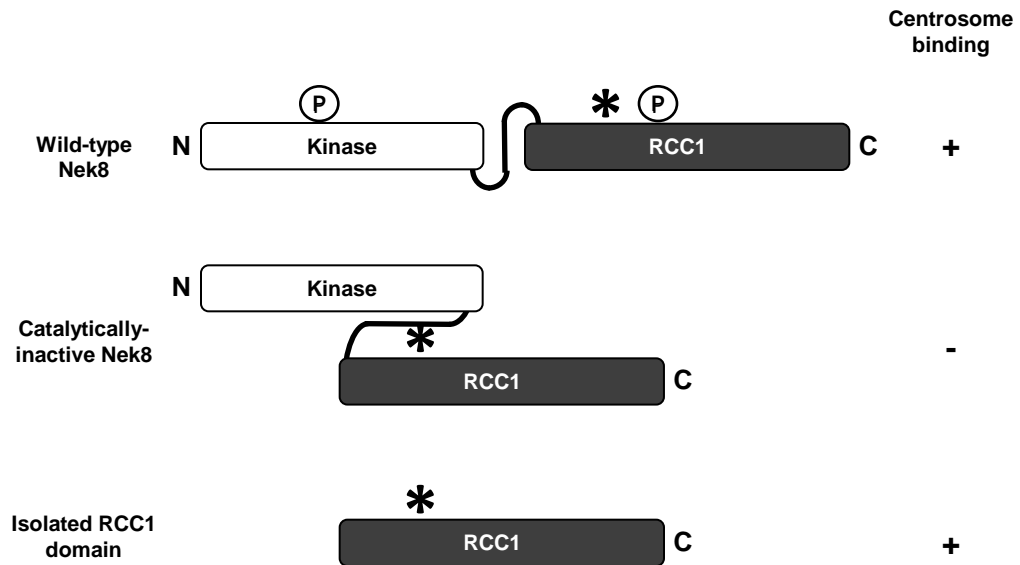 Centrosome
binding
P
P
*
Wild-type
Nek8
N
Kinase
RCC1
C
+
N
Kinase
Catalytically-
inactive Nek8
*
RCC1
C
-
*
Isolated RCC1
domain
RCC1
C
+